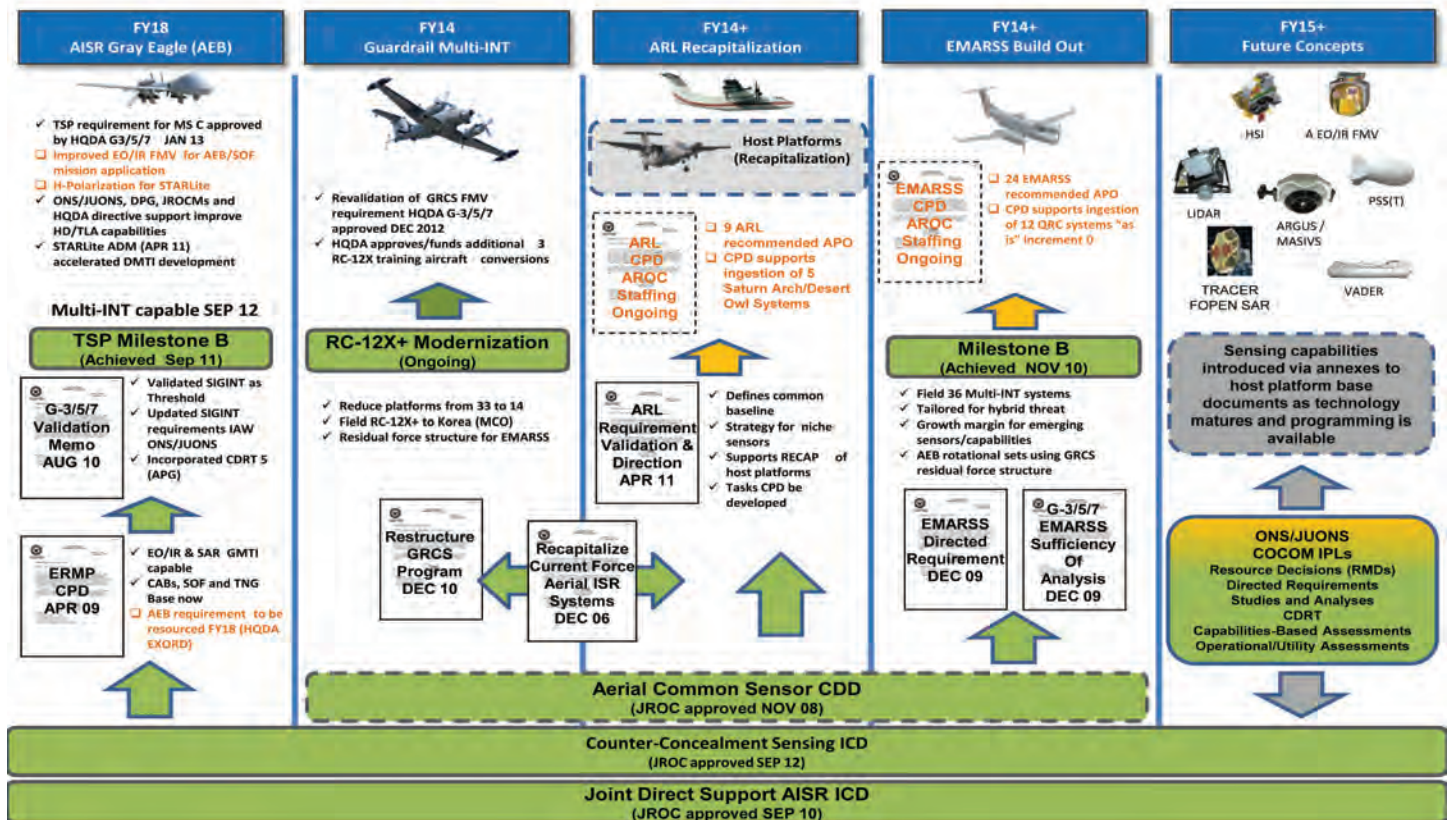 FY18
AISR Gray Eagle (AEB)
✓ TSP requirement for MS C approved
by HQDA G3/5/7 JAN 13
❑ Improved EO/IR FMV for AEB/SOF
mission application
❑ H-Polarization for STARLite
✓ ONS/JUONS, DPG, JROCMs and
HQDA directive support improve
HD/TLA capabilities
✓ STARLite ADM (APR 11)
accelerated DMTI development
Multi-INT capable SEP 12
TSP Milestone B
(Achieved Sep 11)
G-3/5/7
Validation
Memo
AUG 10
✓ Validated SIGINT as
Threshold
✓ Updated SIGINT
requirements IAW
ONS/JUONS
✓ Incorporated CDRT 5
(APG)
ERMP
CPD
APR 09
✓ EO/IR & SAR GMTI
capable
✓ CABs, SOF and TNG
Base now
❑ AEB requirement to be
resourced FY18 (HQDA
EXORD)
FY14
Guardrail Multi-INT
✓ Revalidation of GRCS FMV
requirement HQDA G-3/5/7
approved DEC 2012
✓ HQDA approves/funds additional 3
RC-12X training aircraft conversions
RC-12X+ Modernization
(Ongoing)
✓ Reduce platforms from 33 to 14
✓ Field RC-12X+ to Korea (MCO)
✓ Residual force structure for EMARSS
Restructure
GRCS
Program
DEC 10
Recapitalize
Current Force
Aerial ISR
Systems
DEC 06
FY14+
ARL Recapitalization
Host Platforms
(Recapitalization)
ARL
CPD
AROC
Staffing
Ongoing
❑ 9 ARL
recommended APO
❑ CPD supports
ingestion of 5
Saturn Arch/Desert
Owl Systems
ARL
Requirement
Validation &
Direction
APR 11
✓ Defines common
baseline
✓ Strategy for niche
sensors
✓ Supports RECAP of
host platforms
✓ Tasks CPD be
developed
FY14+
EMARSS Build Out
EMARSS
CPD
AROC
Staffing
Ongoing
❑ 24 EMARSS
recommended APO
❑ CPD supports ingestion
of 12 QRC systems "as
is" increment 0
Milestone B
(Achieved NOV 10)
✓ Field 36 Multi-INT systems
✓ Tailored for hybrid threat
✓ Growth margin for emerging
sensors/capabilities
✓ AEB rotational sets using GRCS
residual force structure
EMARSS
Directed
Requirement
DEC 09
G-3/5/7
EMARSS
Sufficiency
Of
Analysis
DEC 09
FY15+
Future Concepts
HSI
A EO/IR FMV
LIDAR
ARGUS /
MASIVS
PSS(T)
TRACER
FOPEN SAR
VADER
Sensing capabilities
introduced via annexes to
host platform base
documents as technology
matures and programming is
available
ONS/JUONS
COCOM IPLs
Resource Decisions (RMDs)
Directed Requirements
Studies and Analyses
CDRT
Capabilities-Based Assessments
Operational/Utility Assessments
Aerial Common Sensor CDD
(JROC approved NOV 08)
Counter-Concealment Sensing ICD
(JROC approved SEP 12)
Joint Direct Support AISR ICD
(JROC approved SEP 10)